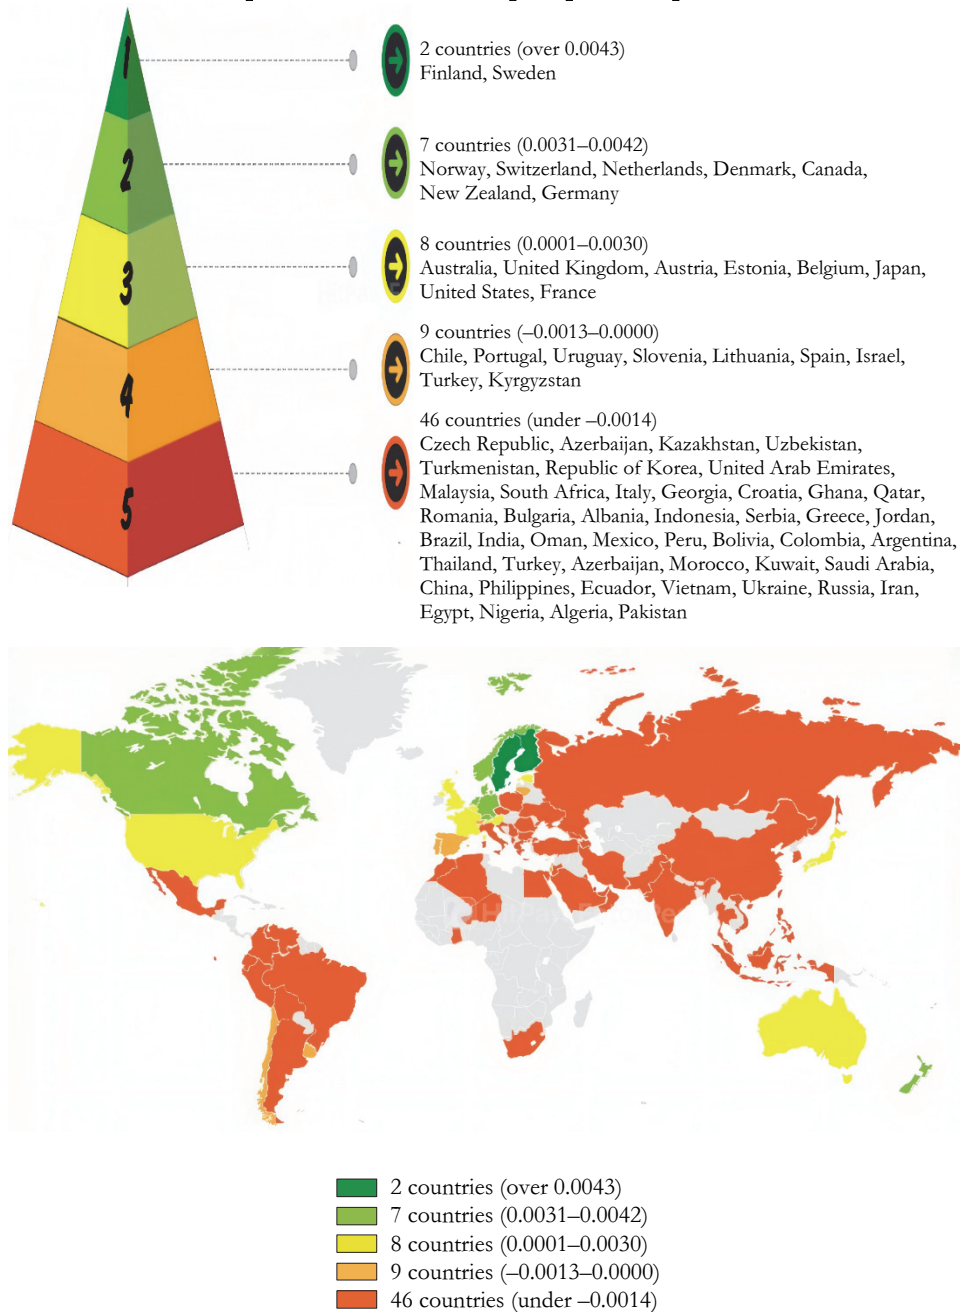 1
2 countries (over 0.0043)
Finland, Sweden
2
7 countries (0.0031–0.0042)
Norway, Switzerland, Netherlands, Denmark, Canada,
New Zealand, Germany
3
8 countries (0.0001–0.0030)
Australia, United Kingdom, Austria, Estonia, Belgium, Japan,
United States, France
4
9 countries (–0.0013–0.0000)
Chile, Portugal, Uruguay, Slovenia, Lithuania, Spain, Israel,
Turkey, Kyrgyzstan
5
46 countries (under –0.0014)
Czech Republic, Azerbaijan, Kazakhstan, Uzbekistan,
Turkmenistan, Republic of Korea, United Arab Emirates,
Malaysia, South Africa, Italy, Georgia, Croatia, Ghana, Qatar,
Romania, Bulgaria, Albania, Indonesia, Serbia, Greece, Jordan,
Brazil, India, Oman, Mexico, Peru, Bolivia, Colombia, Argentina,
Thailand, Turkey, Azerbaijan, Morocco, Kuwait, Saudi Arabia,
China, Philippines, Ecuador, Vietnam, Ukraine, Russia, Iran,
Egypt, Nigeria, Algeria, Pakistan
2 countries (over 0.0043)
7 countries (0.0031–0.0042)
8 countries (0.0001–0.0030)
9 countries (–0.0013–0.0000)
46 countries (under –0.0014)